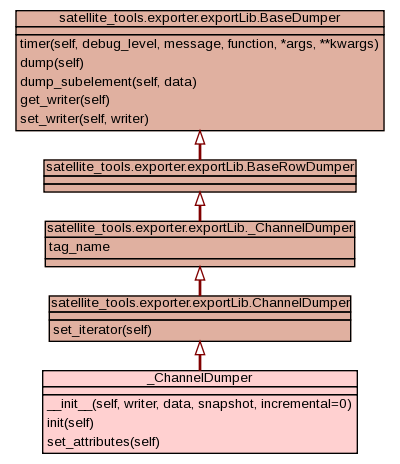 satellite_tools.exporter.exportLib.BaseDumper
timer(self, debug_level, message, function, *args, **kwargs)
dump(self)
dump_subelement(self, data)
get_writer(self)
set_writer(self, writer)
satellite_tools.exporter.exportLib.BaseRowDumper
satellite_tools.exporter.exportLib._ChannelDumper
tag_name
satellite_tools.exporter.exportLib.ChannelDumper
set_iterator(self)
_ChannelDumper
__init__(self, writer, data, snapshot, incremental=0)
init(self)
set_attributes(self)